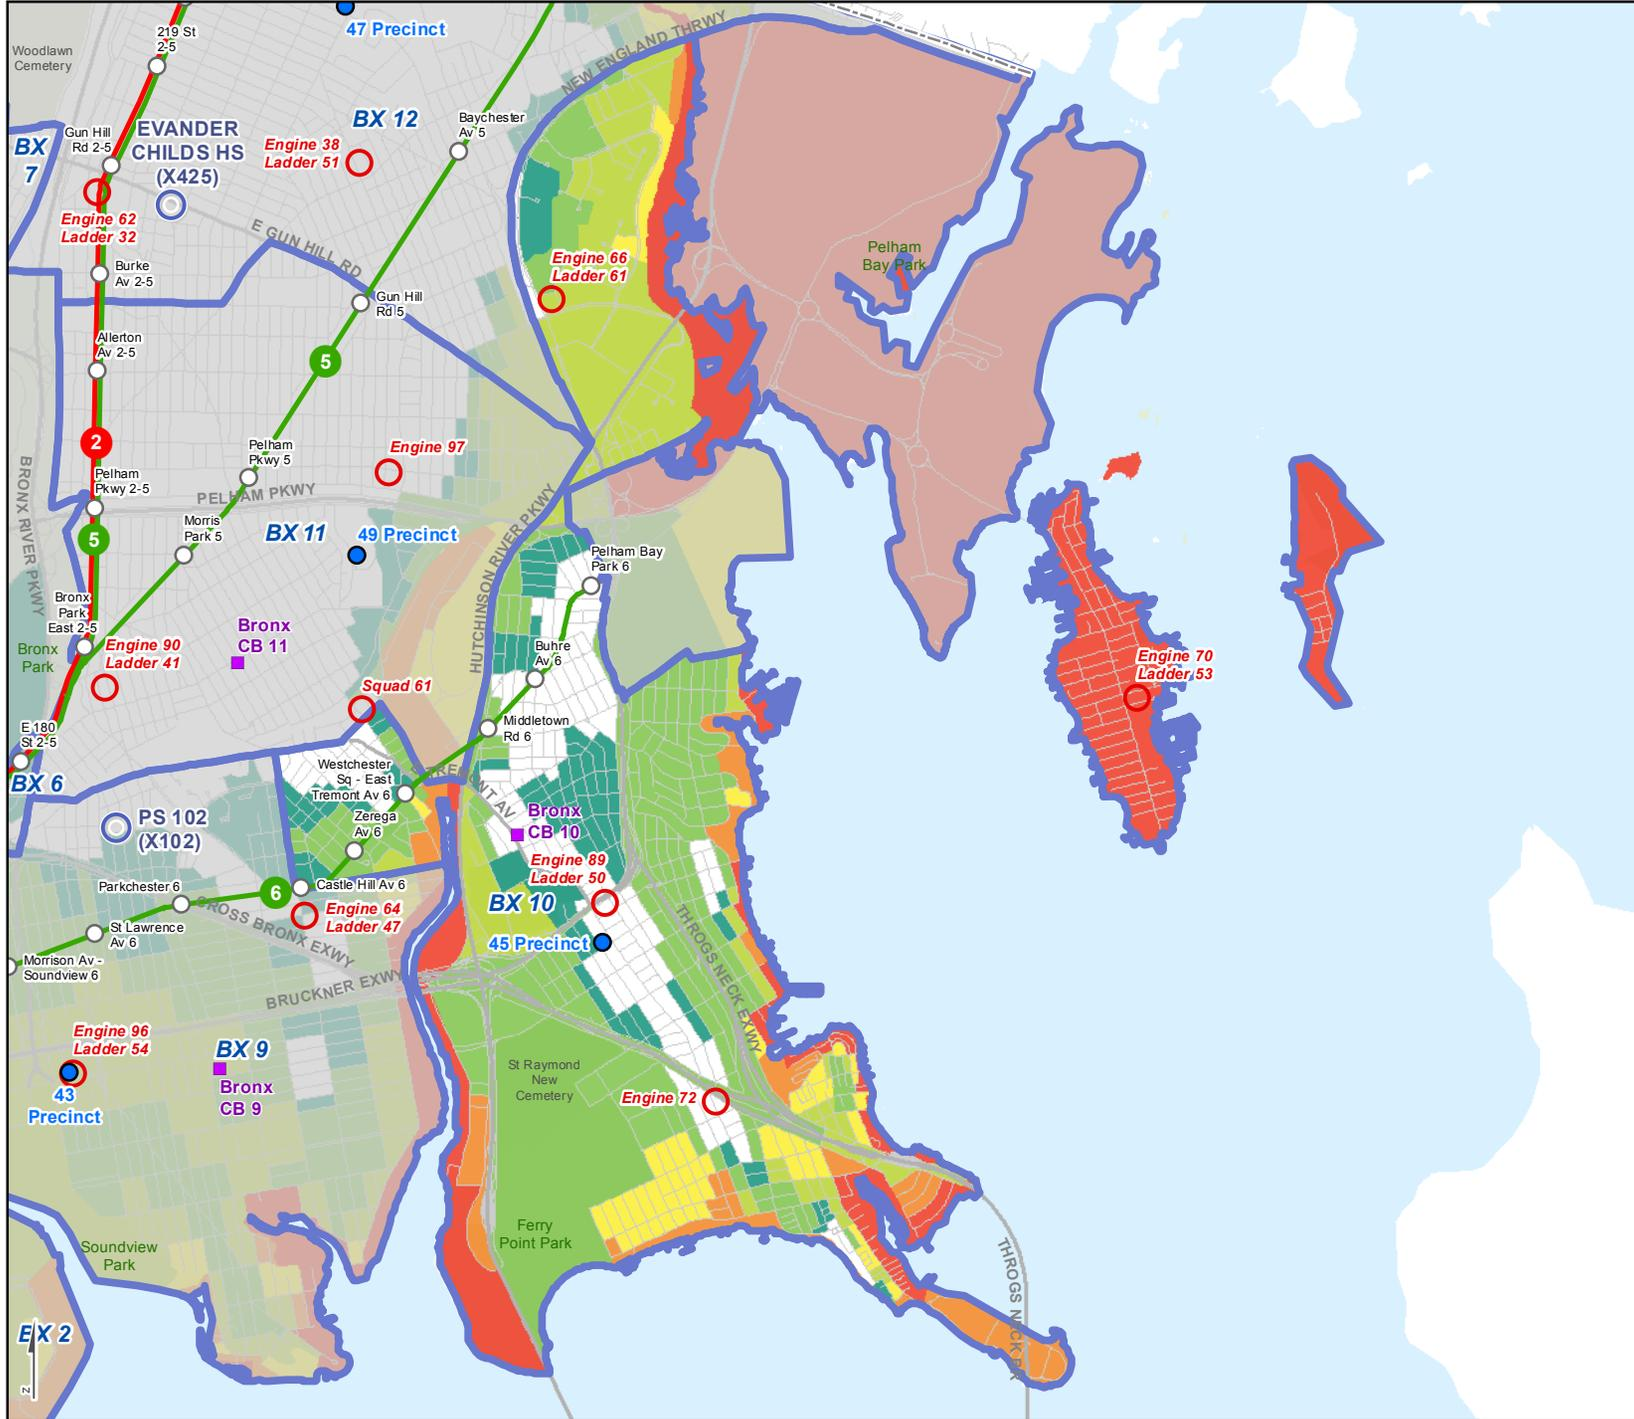 47 Precinct
219 St
2-5
Woodlawn
Cemetery
NEW ENGLAND THRWY
BX 12
Baychester
Av 5
Gun Hill
Rd 2-5
EVANDER
CHILDS HS
(X425)
Engine 38
Ladder 51
BX
7
Engine 62
Ladder 32
E GUN HILL RD
Pelham
Bay Park
Engine 66
Ladder 61
Burke
Av 2-5
Gun Hill
Rd 5
Allerton
Av 2-5
5
2
Engine 97
Pelham
Pkwy 5
Pelham
Pkwy 2-5
PELHAM PKWY
BRONX RIVER PKWY
Morris
Park 5
BX 11
49 Precinct
5
HUTCHINSON RIVER PKWY
Pelham Bay
Park 6
Bronx
Park
East 2-5
Bronx
CB 11
Bronx
Park
Engine 90
Ladder 41
Buhre
Av 6
Engine 70
Ladder 53
Squad 61
E 180
St 2-5
Middletown
Rd 6
BX 6
Westchester
Sq - East
Tremont Av 6
E TREMONT AV
PS 102
(X102)
Zerega
Av 6
Bronx
CB 10
Engine 89
Ladder 50
Parkchester 6
6
Castle Hill Av 6
BX 10
CROSS BRONX EXWY
Engine 64
Ladder 47
St Lawrence
Av 6
45 Precinct
THROGS NECK EXWY
Morrison Av -
Soundview 6
BRUCKNER EXWY
Engine 96
Ladder 54
BX 9
43
Precinct
Bronx
CB 9
St Raymond
New
Cemetery
Engine 72
Ferry
Point Park
Soundview
Park
THROGS NECK BR
BX 2
N